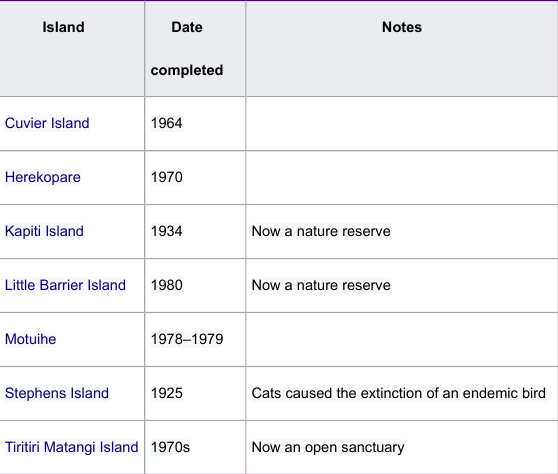 Island Date completed Notes
Cuvier Island 1964
Herekopare 1970
Kapiti Island 1934 Now a nature reserve
Little Barrier Island 1980 Now a nature reserve
Motuihe 1978–1979
Stephens Island 1925 Cats caused the extinction of an endemic bird
Tiritiri Matangi Island 1970s Now an open sanctuary